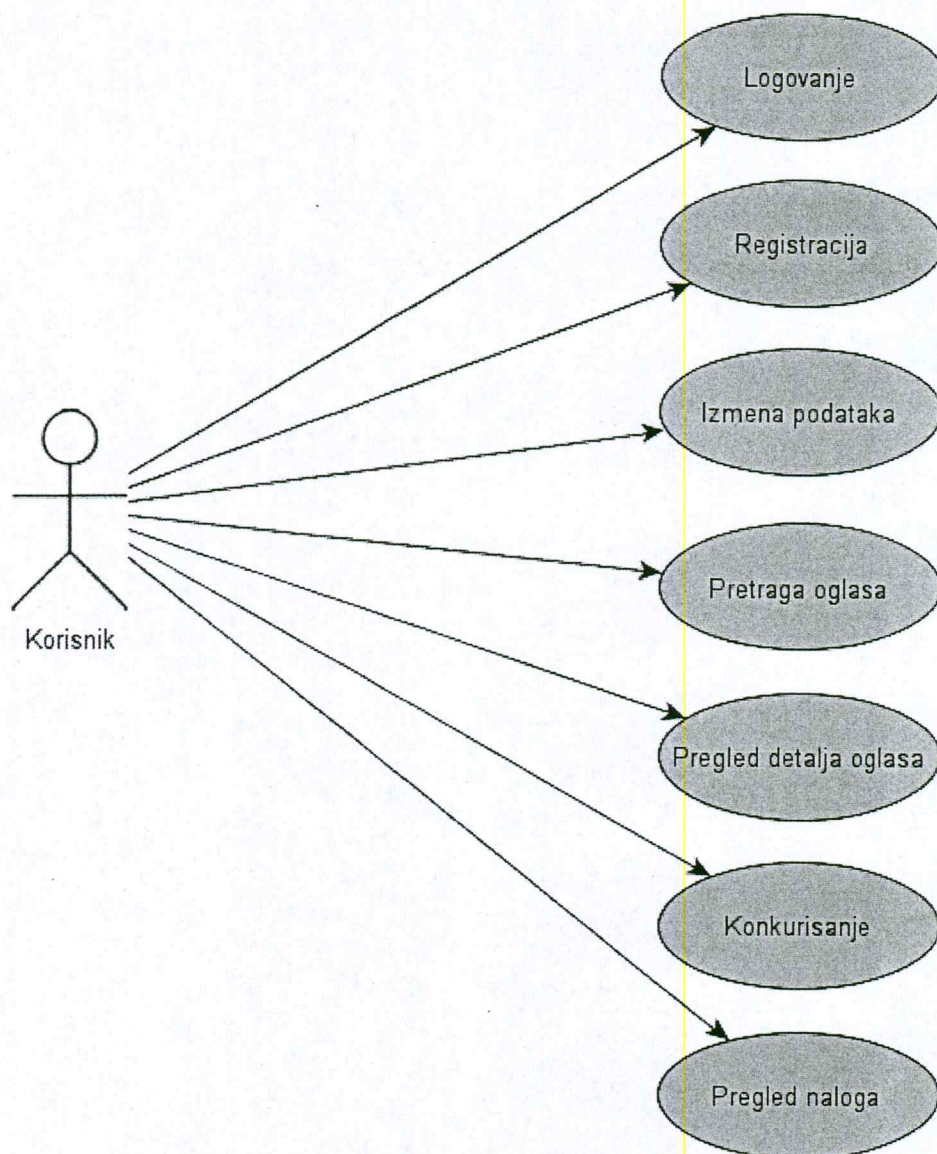 Logovanje
Registracija
Izmena podataka
Pretraga oglasa
Korisnik
Pregled detalja oglasa
Konkurisanje
Pregled naloga